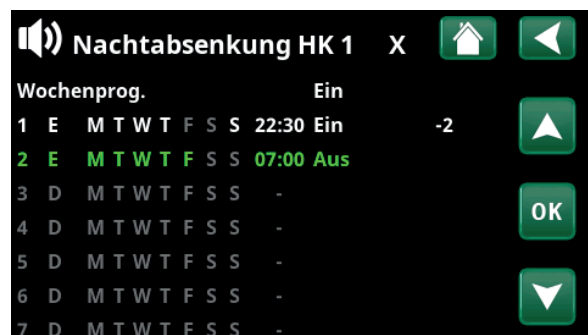 Nachtabsenkung HK 1 X
Wochenprog. Ein
1 E M T W T F S S 22:30 Ein -2
2 E M T W T F S S 07:00 Aus
3 D M T W T F S S -
OK
4 D M T W T F S S -
5 D M T W T F S S -
6 D M T W T F S S -
7 D M T W T F S S